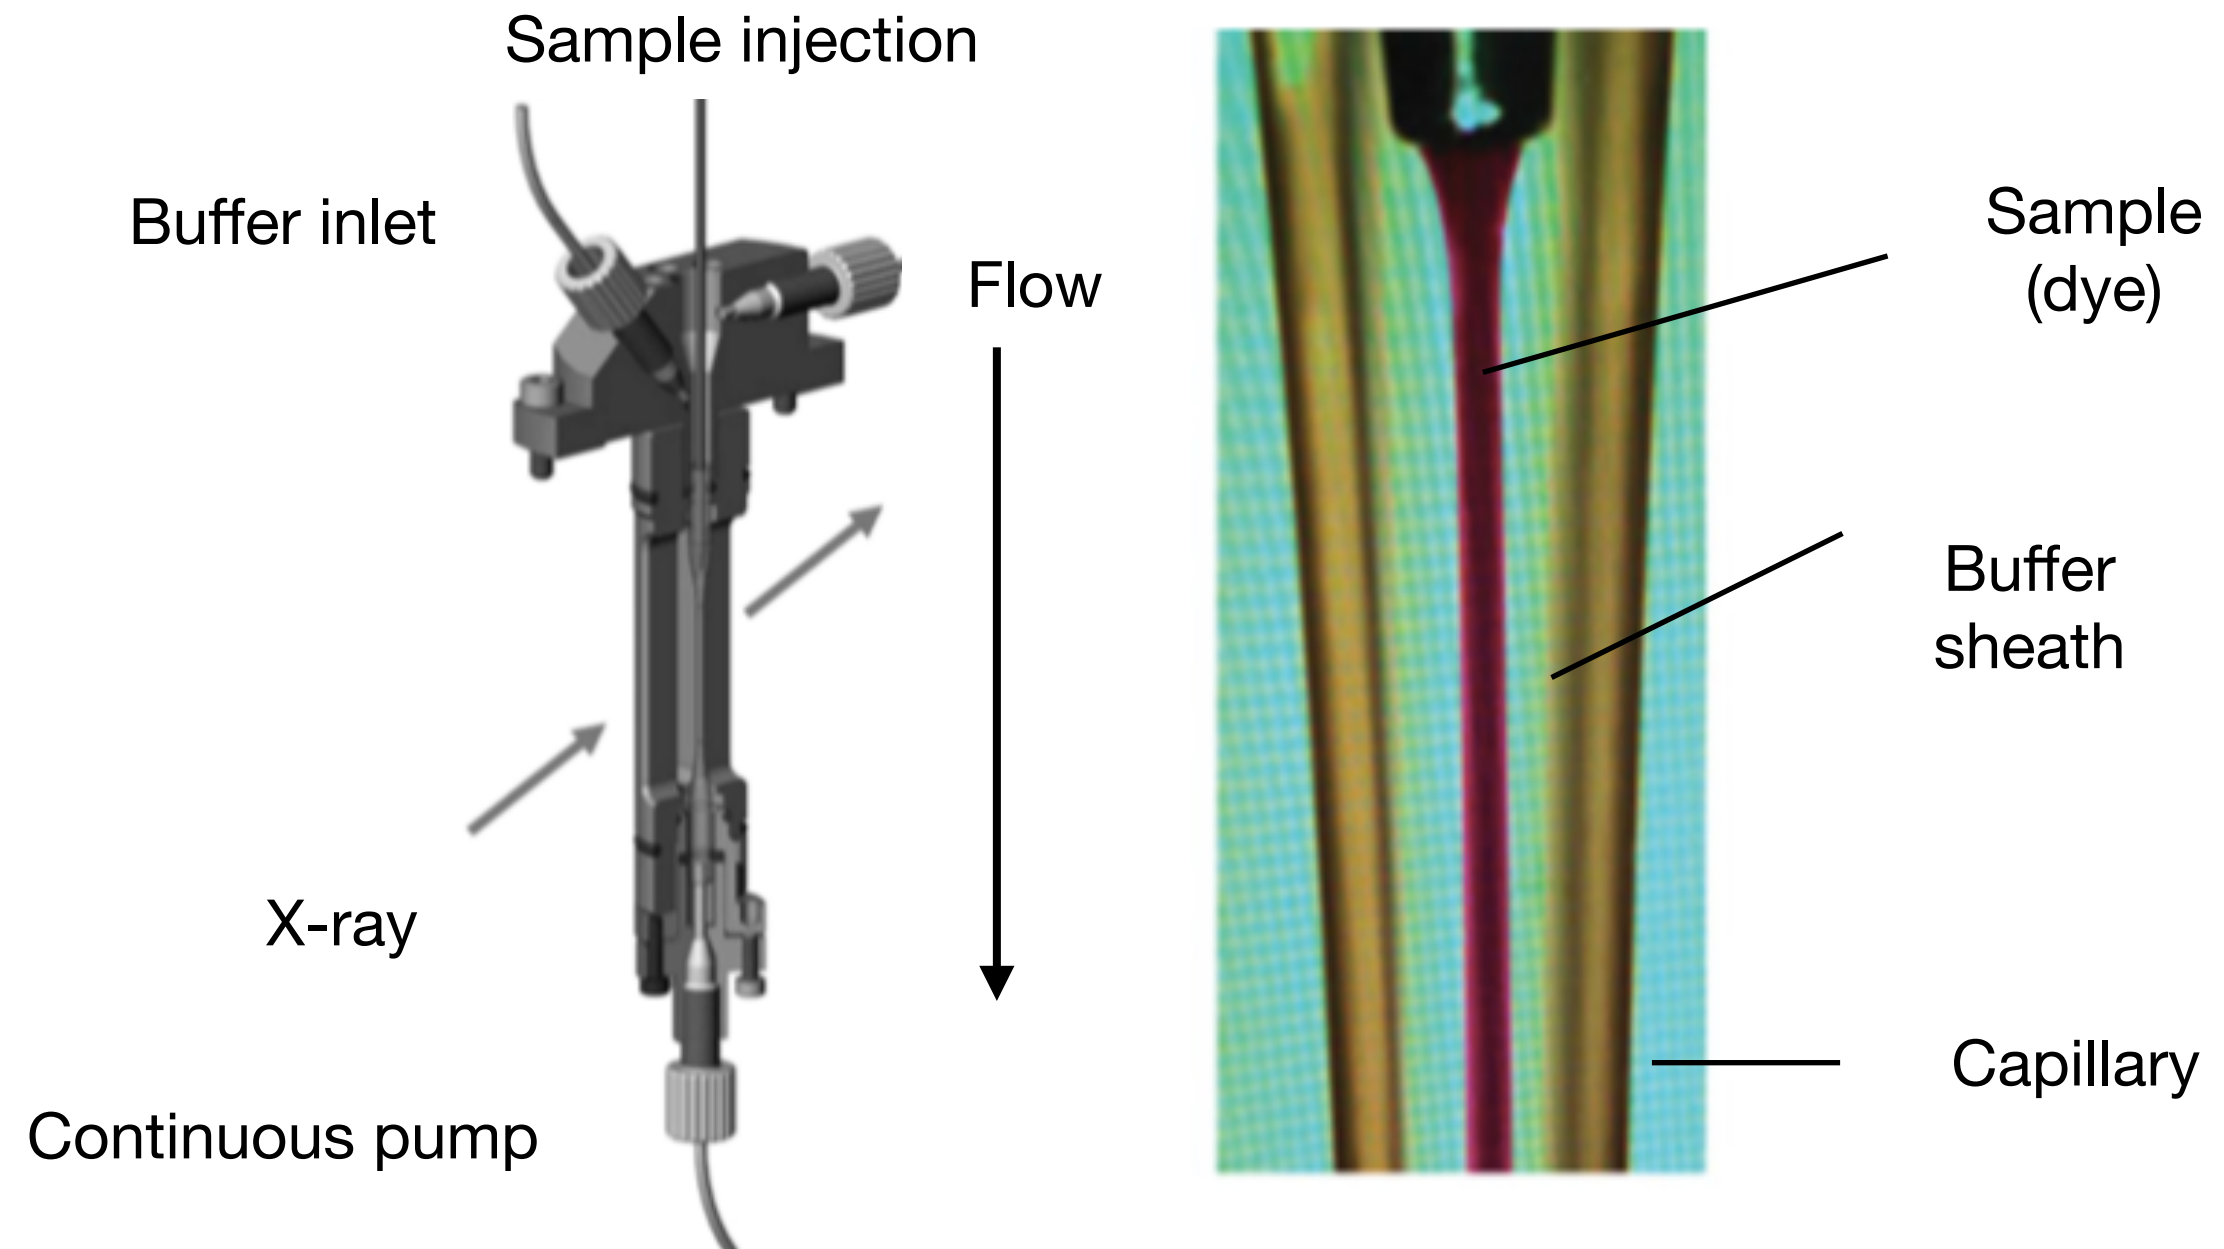 Sample injection
Buffer inlet
Flow
X-ray
Continuous pump
Sample
(dye)
Buffer
sheath
Capillary